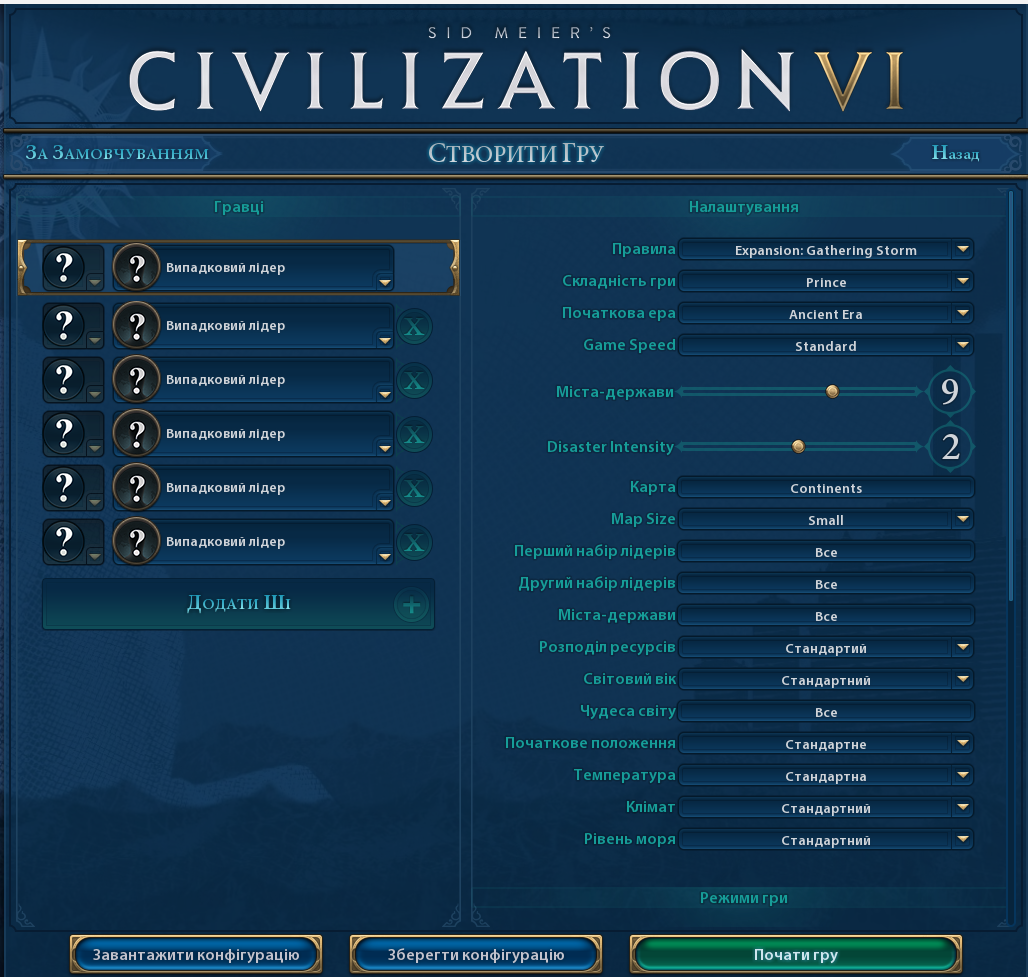 SID MEIER'S
CIVILIZATION VI
За Замовчуванням
Створити Гру
Назад
Гравці
? ? Випадковий лідер
? ? Випадковий лідер X
? ? Випадковий лідер X
? ? Випадковий лідер X
? ? Випадковий лідер X
? ? Випадковий лідер X
Додати Ші +
Налаштування
Правила Expansion: Gathering Storm
Складність гри Prince
Початкова ера Ancient Era
Game Speed Standard
Міста-держави 9
Disaster Intensity 2
Карта Continents
Map Size Small
Перший набір лідерів Все
Другий набір лідерів Все
Міста-держави Все
Розподіл ресурсів Стандартий
Світовий вік Стандартний
Чудеса світу Все
Початкове положення Стандартне
Температура Стандартна
Клімат Стандартний
Рівень моря Стандартний
Режими гри
Завантажити конфігурацію
Зберегти конфігурацію
Почати гру